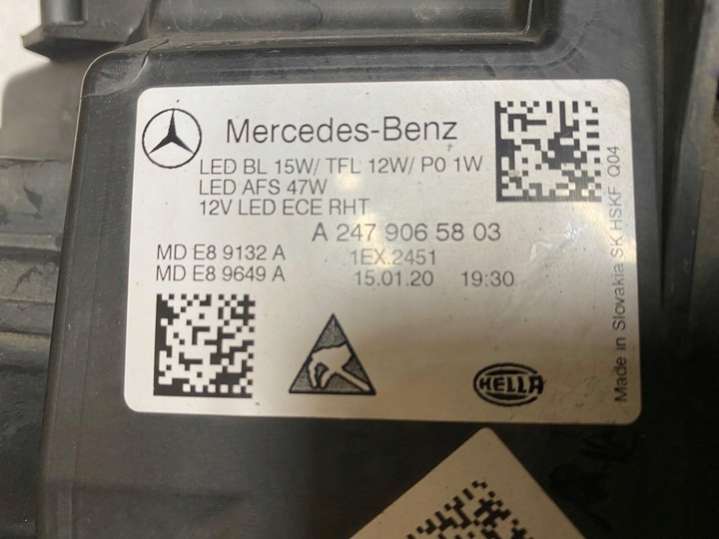 Mercedes-Benz
LED BL 15W/ TFL 12W/ P0 1W
LED AFS 47W
12V LED ECE RHT
A 247 906 58 03
MD E8 9132 A
1EX.2451
MD E8 9649 A
15.01.20 19:30
HELLA
Made in Slovakia SK HSKF Q04